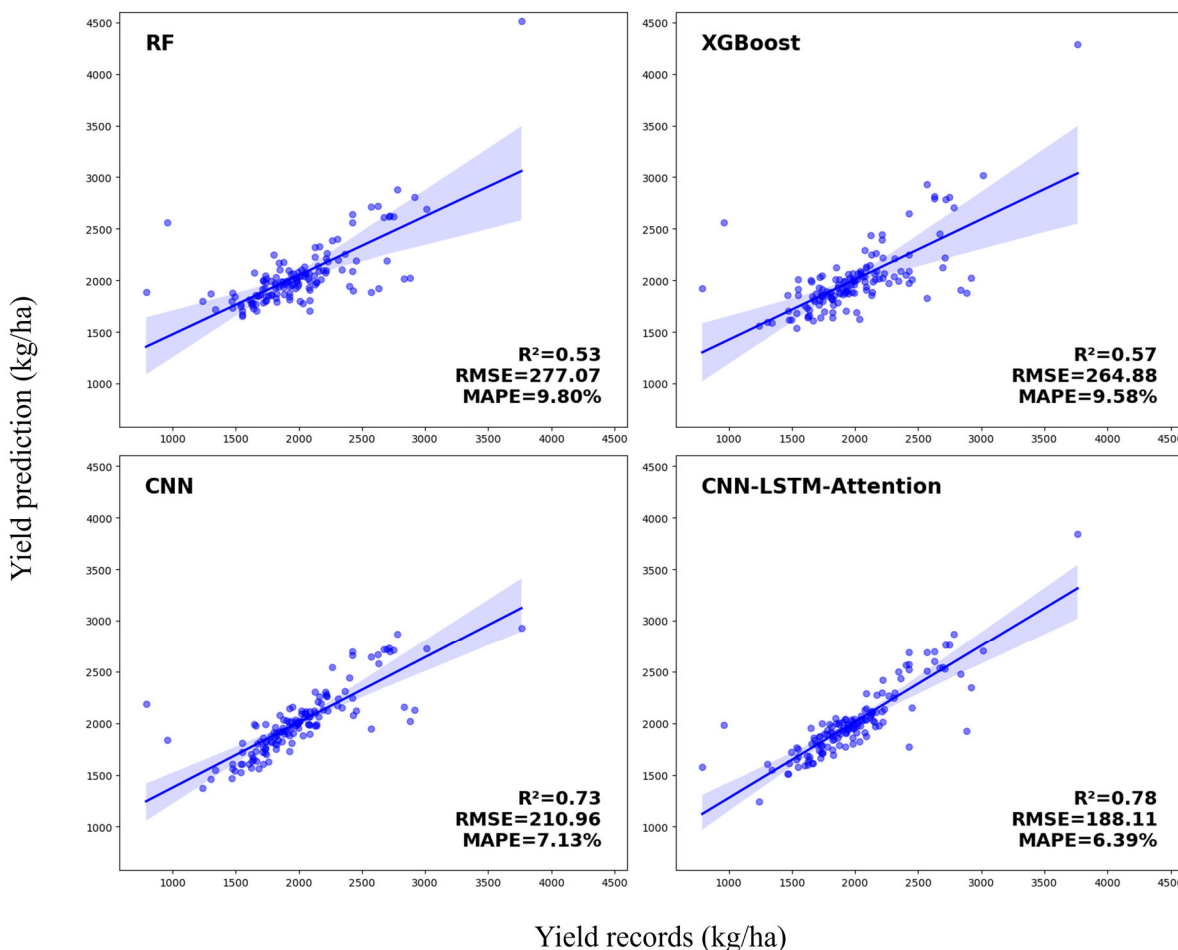 Yield prediction (kg/ha)
RF
4500
4000
3500
3000
2500
2000
1500
1000
1000 1500 2000 2500 3000 3500 4000 4500
R²=0.53
RMSE=277.07
MAPE=9.80%
XGBoost
4500
4000
3500
3000
2500
2000
1500
1000
1000 1500 2000 2500 3000 3500 4000 4500
R²=0.57
RMSE=264.88
MAPE=9.58%
CNN
4500
4000
3500
3000
2500
2000
1500
1000
1000 1500 2000 2500 3000 3500 4000 4500
R²=0.73
RMSE=210.96
MAPE=7.13%
CNN-LSTM-Attention
4500
4000
3500
3000
2500
2000
1500
1000
1000 1500 2000 2500 3000 3500 4000 4500
R²=0.78
RMSE=188.11
MAPE=6.39%
Yield records (kg/ha)